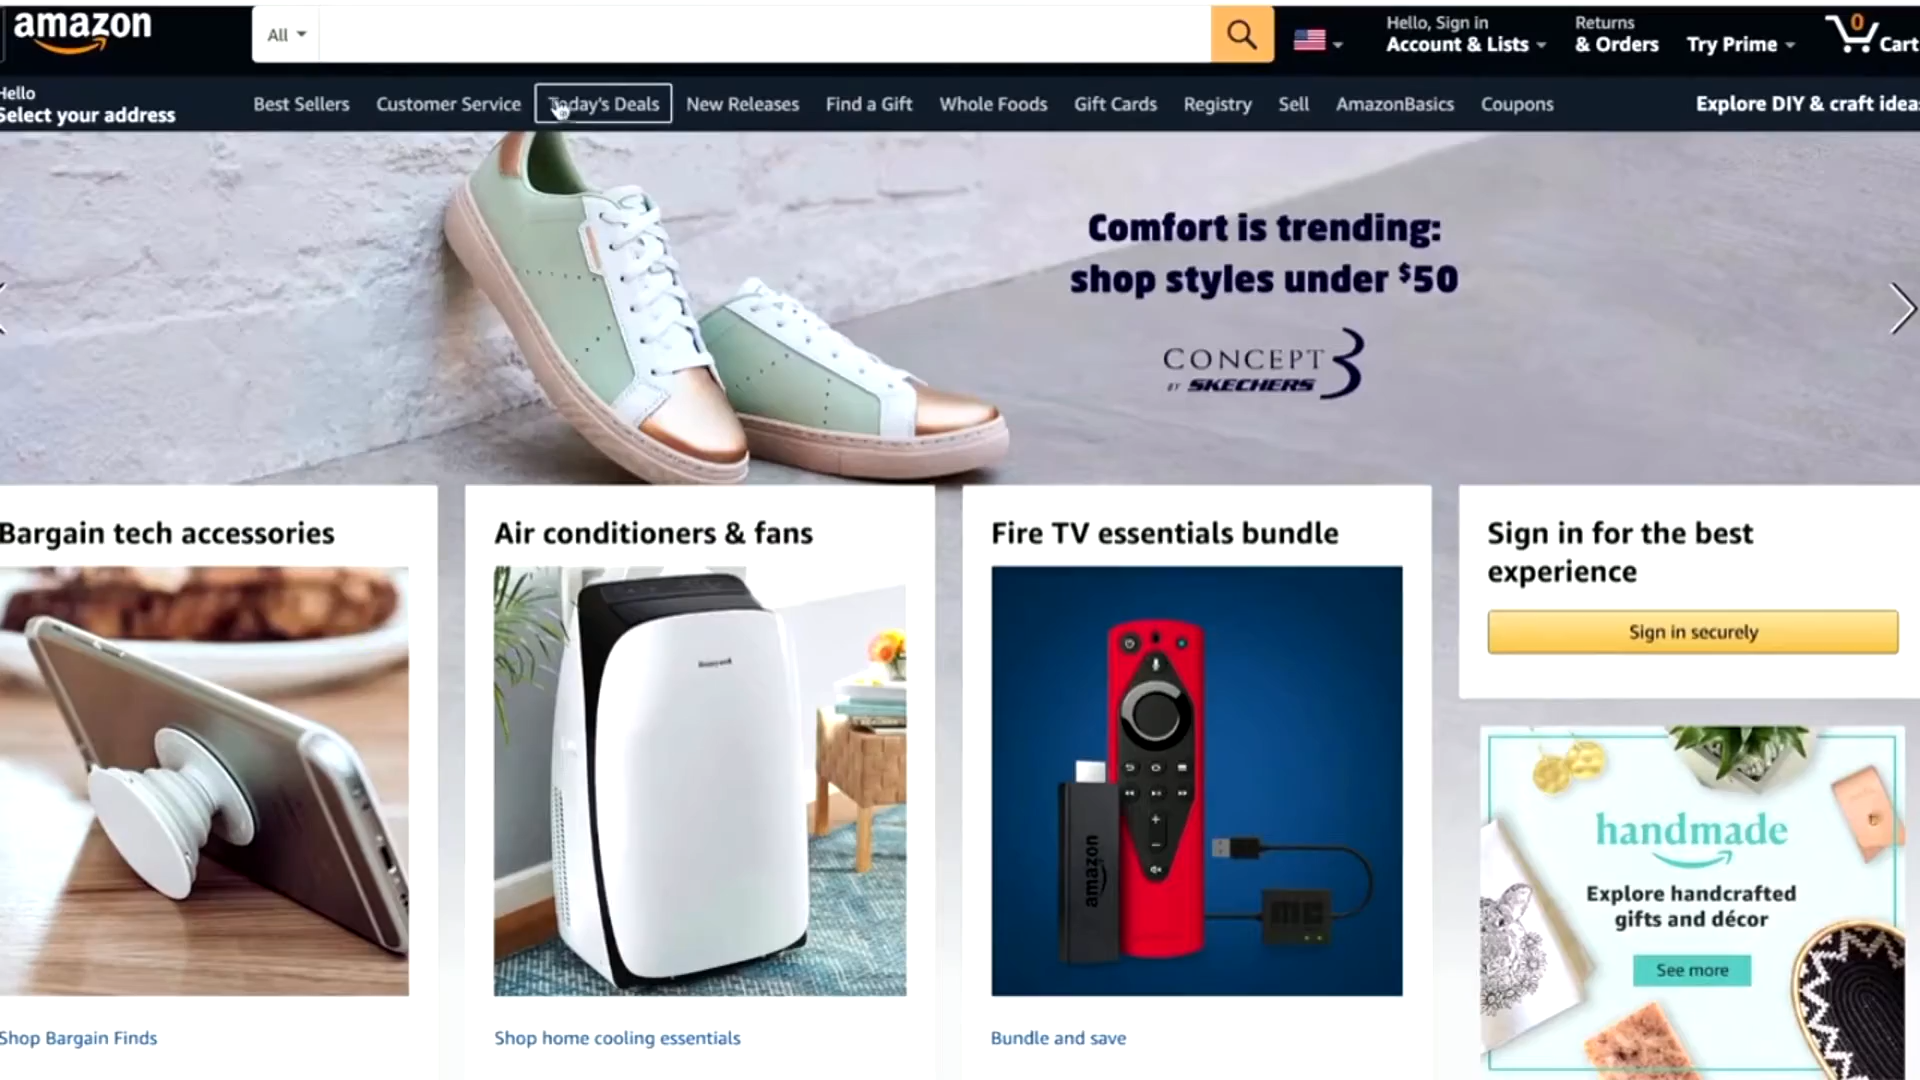 amazon
All
Hello, Sign in
Account & Lists
Returns
& Orders
Try Prime
0
Cart
Hello
Select your address
Best Sellers
Customer Service
Today's Deals
New Releases
Find a Gift
Whole Foods
Gift Cards
Registry
Sell
AmazonBasics
Coupons
Explore DIY & craft ideas
Comfort is trending:
shop styles under $50
CONCEPT 3
BY SKECHERS
Bargain tech accessories
Air conditioners & fans
Fire TV essentials bundle
Sign in for the best
experience
Sign in securely
Honeywell
amazon
handmade
Explore handcrafted
gifts and décor
See more
Shop Bargain Finds
Shop home cooling essentials
Bundle and save